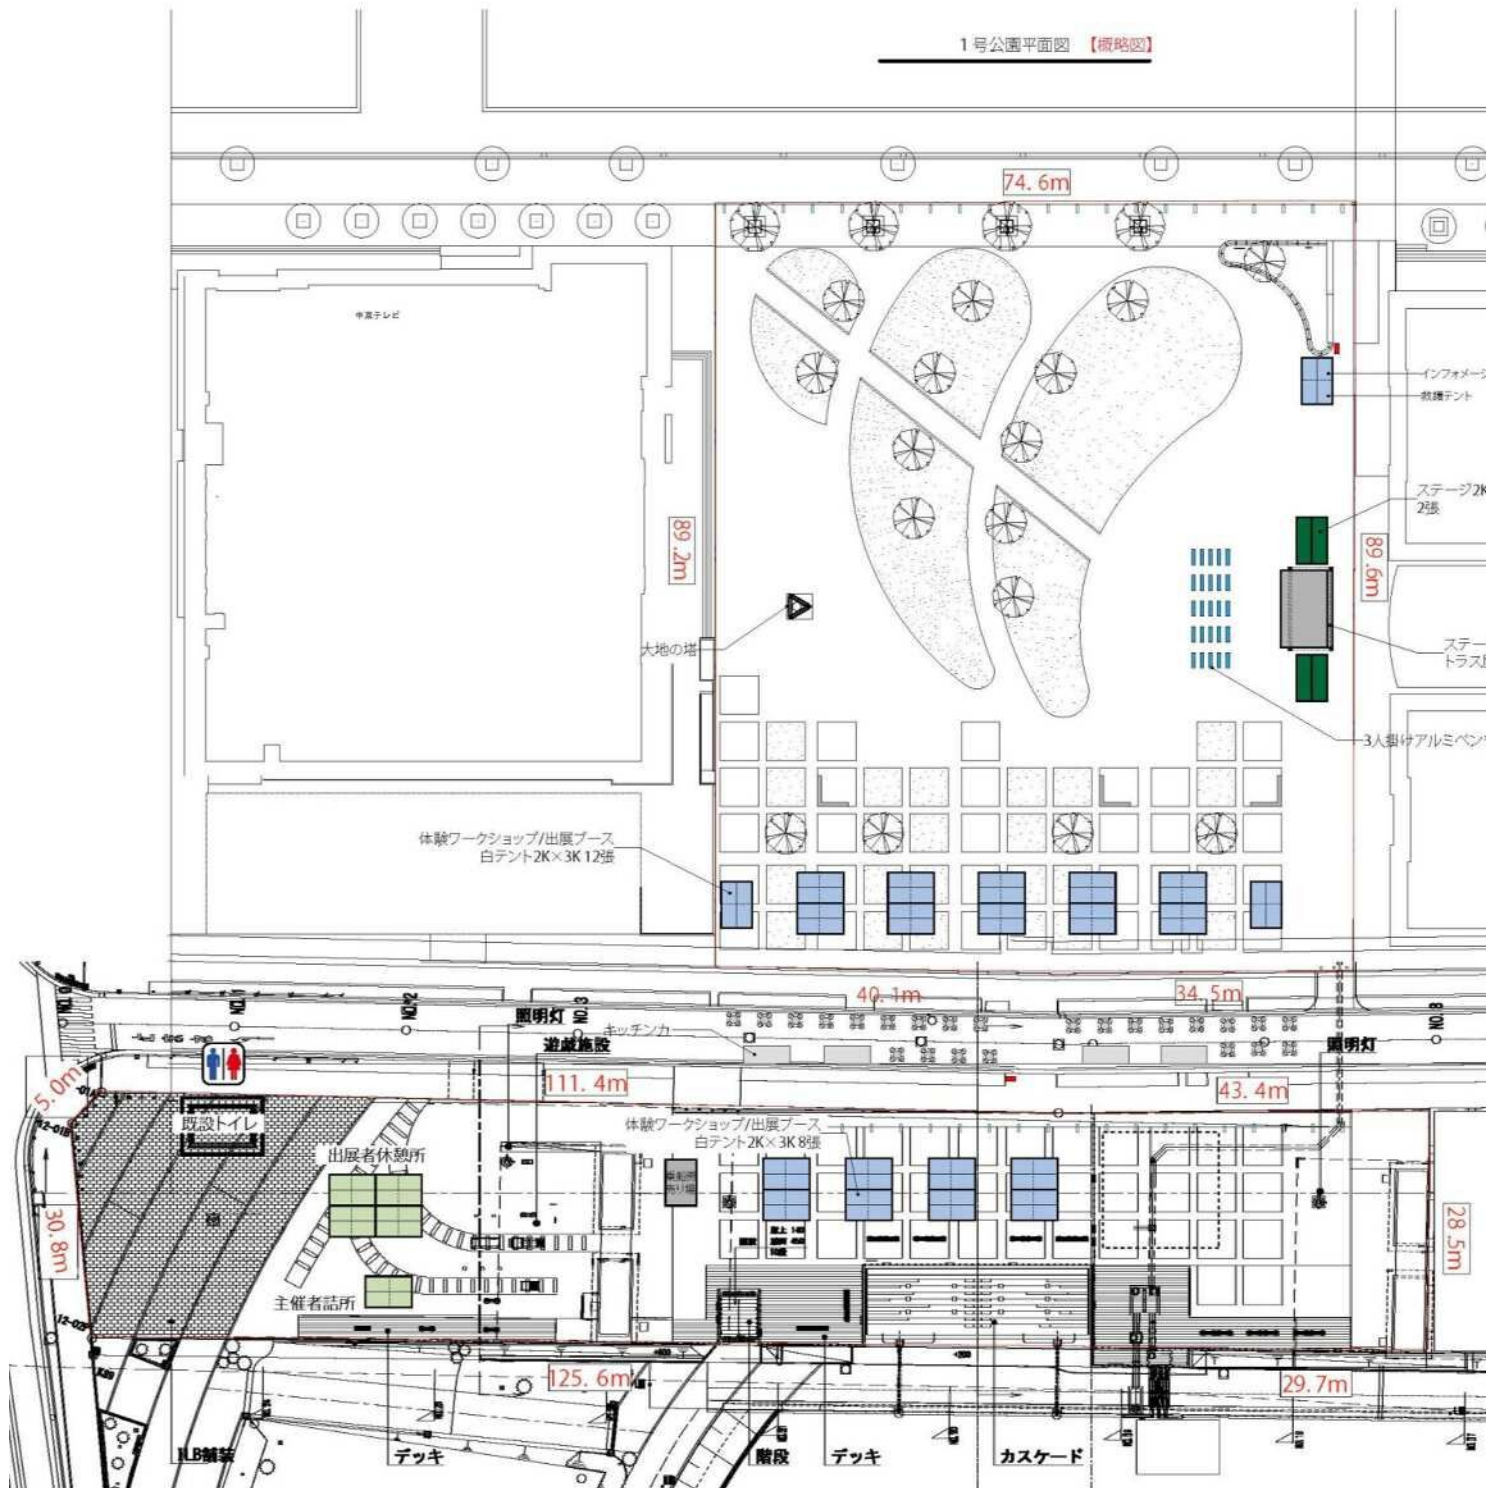 1号公園平面図 【概略図】
74.6m
中京テレビ
インフォメーシ
救護テント
ステージ2K
2張
89.2m
89.6m
大地の塔
ステー
トラス
3人掛けアルミベン
体験ワークショップ/出展ブース
白テント2K×3K 12張
NO.1
NO.2
NO.3
NO.8
40.1m
34.5m
照明灯
キッチンカ
遊戯施設
照明灯
5.0m
111.4m
43.4m
既設トイレ
体験ワークショップ/出展ブース
白テント2K×3K 8張
出展者休憩所
30.8m
28.5m
主催者詰所
125.6m
29.7m
ILB舗装
デッキ
階段
デッキ
カスケード